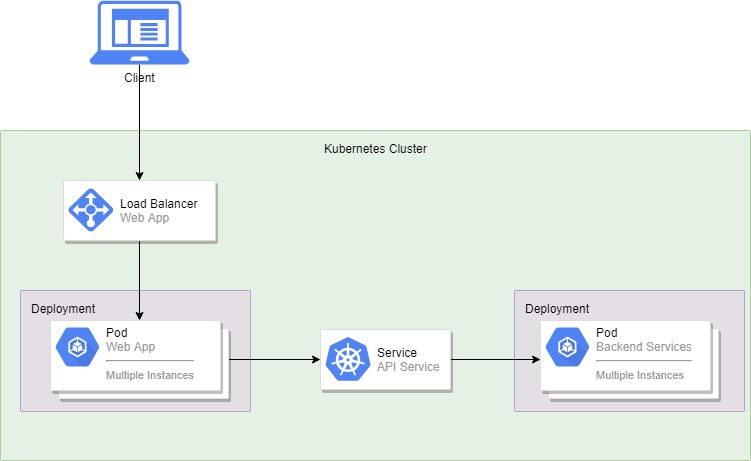 Client
Kubernetes Cluster
Load Balancer
Web App
Deployment
Pod
Web App
Multiple Instances
Service
API Service
Deployment
Pod
Backend Services
Multiple Instances